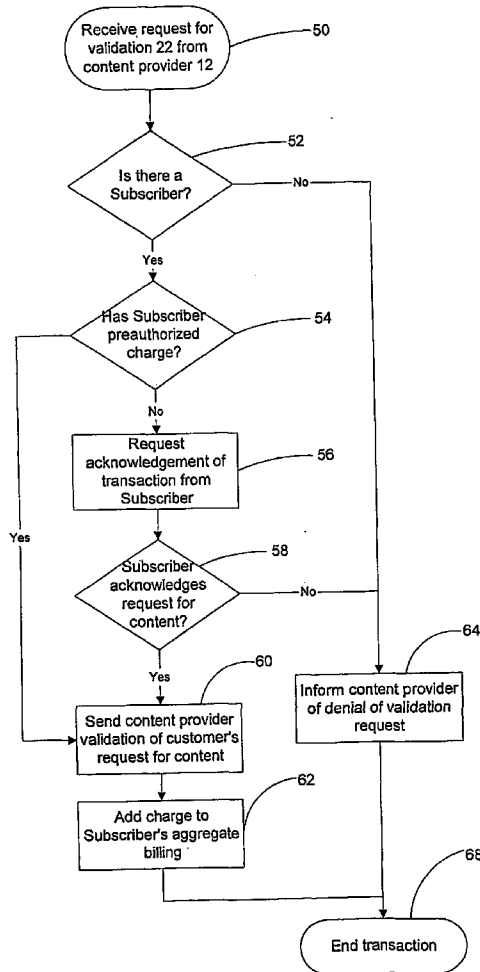 Receive request for
validation 22 from
content provider 12
50
52
Is there a
Subscriber?
No
Yes
Has Subscriber
preauthorized
charge?
54
No
Request
acknowledgement of
transaction from
Subscriber
56
Yes
58
Subscriber
acknowledges
request for
content?
No
Yes
60
64
Send content provider
validation of customer's
request for content
Inform content provider
of denial of validation
request
62
Add charge to
Subscriber's aggregate
billing
68
End transaction